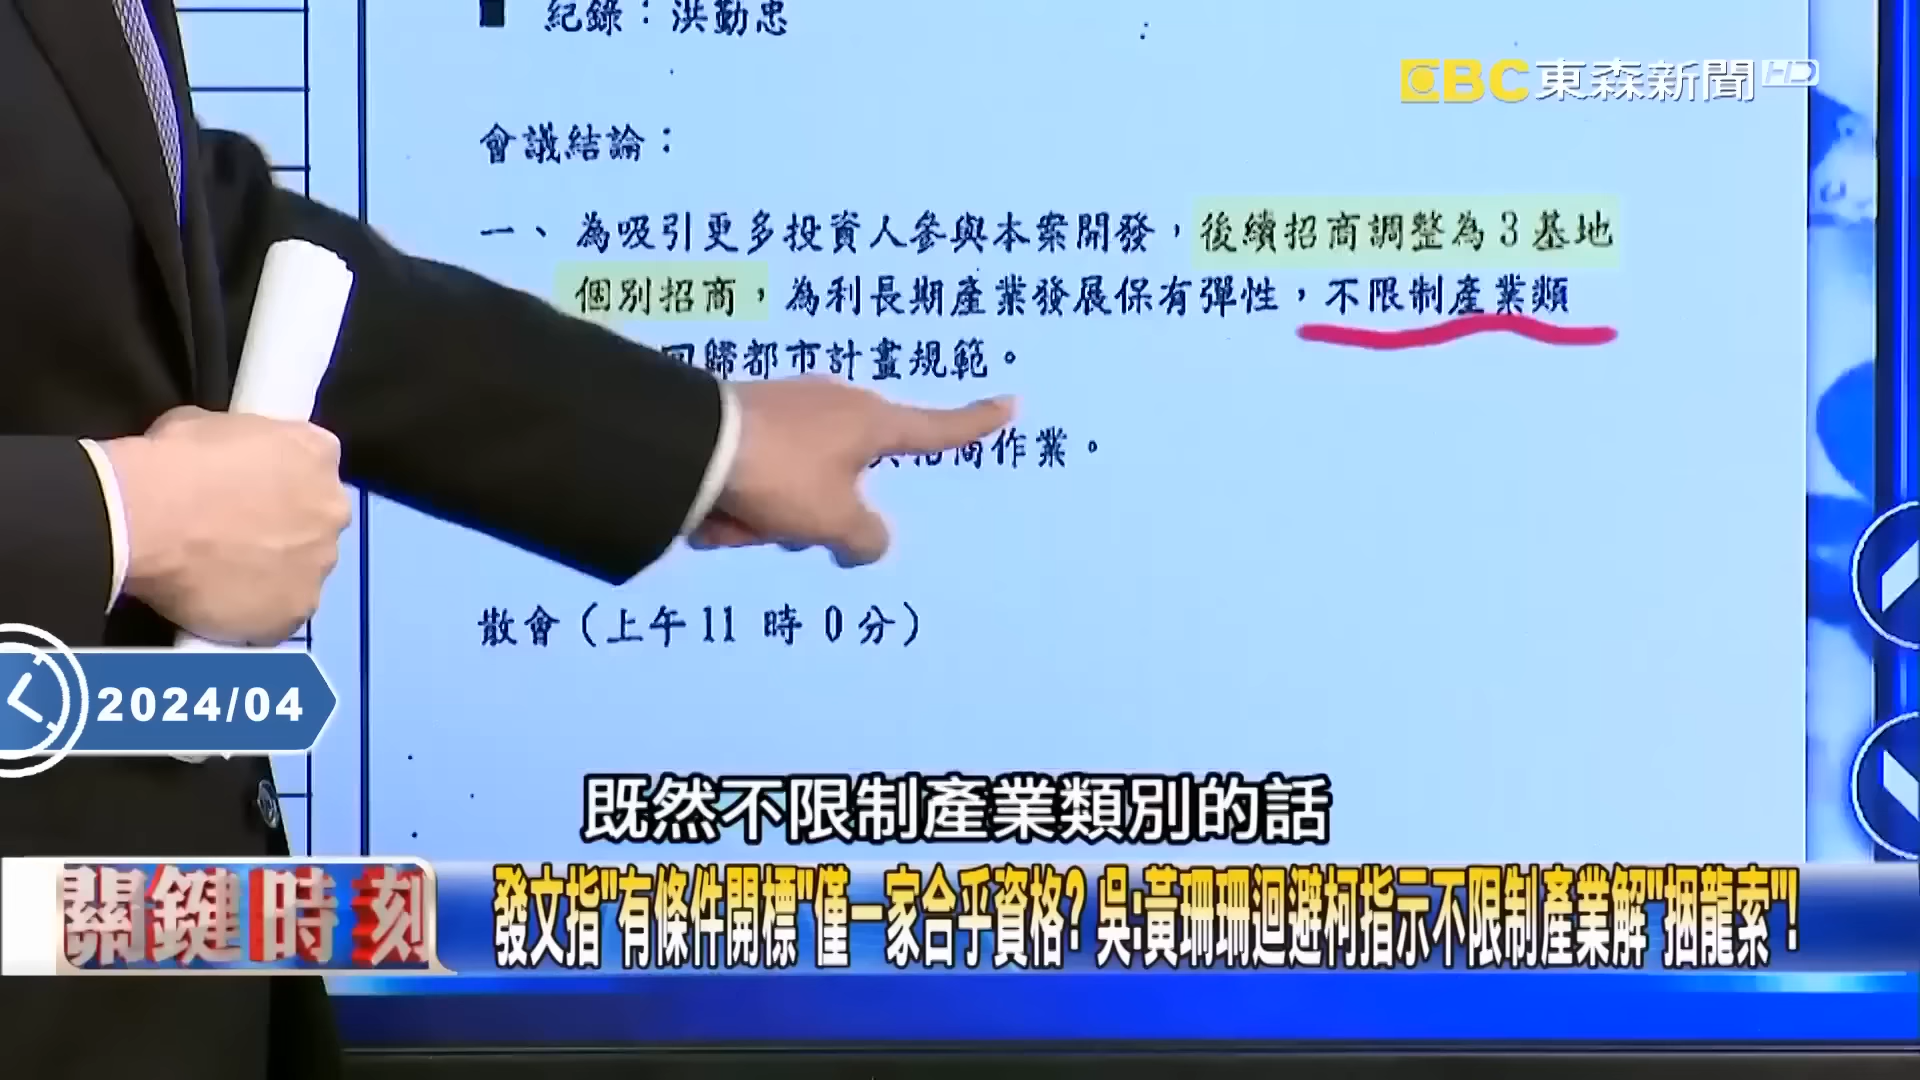 紀錄：洪勤忠
EBC東森新聞HD
會議結論：
一、為吸引更多投資人參與本案開發，後續招商調整為3基地
個別招商，為利長期產業發展保有彈性，不限制產業類
回歸都市計畫規範。
招商作業。
散會（上午11時0分）
2024/04
既然不限制產業類別的話
關鍵時刻
發文指"有條件開標"僅一家合乎資格？吳：黃珊珊迴避柯指示不限制產業解"捆龍索"！